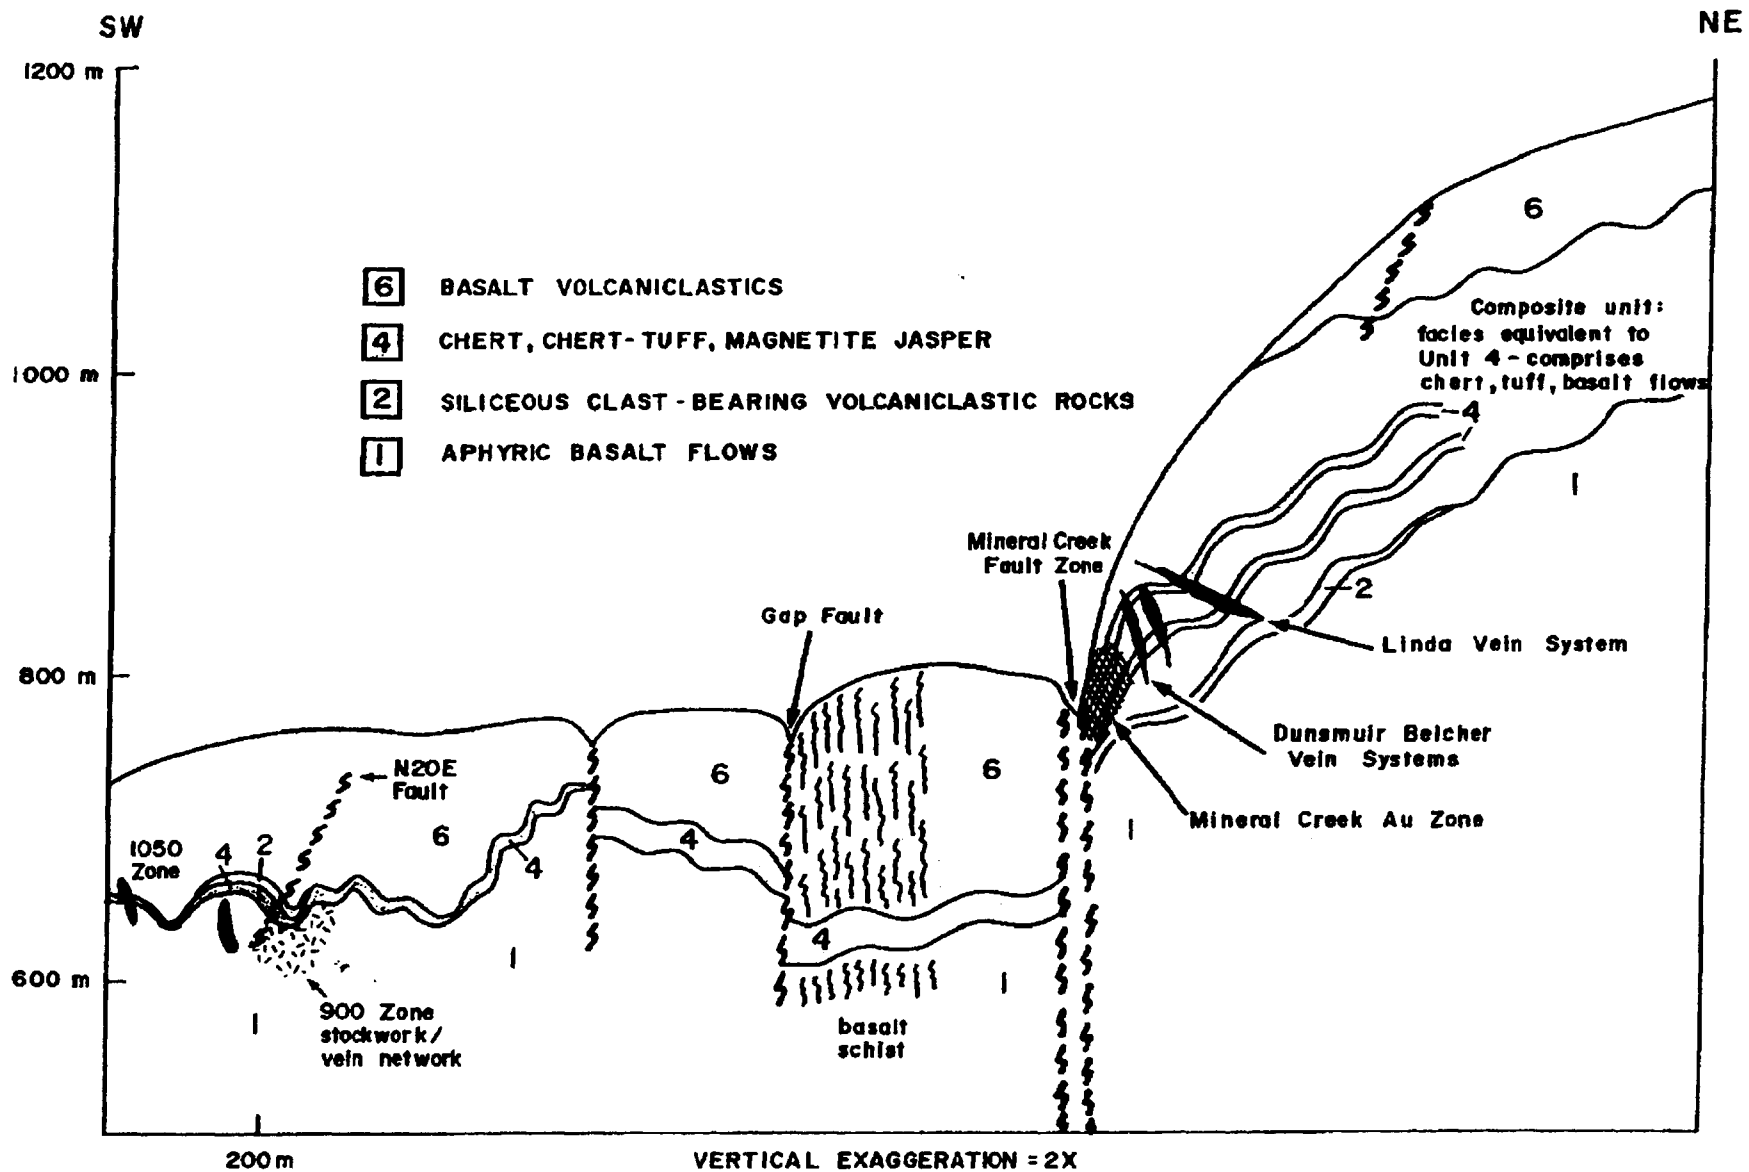 SW
NE
1200 m
1000 m
800 m
600 m
6 BASALT VOLCANICLASTICS
4 CHERT, CHERT-TUFF, MAGNETITE JASPER
2 SILICEOUS CLAST-BEARING VOLCANICLASTIC ROCKS
1 APHYRIC BASALT FLOWS
6
Composite unit:
facies equivalent to
Unit 4 - comprises
chert, tuff, basalt flows
4
1
2
Mineral Creek
Fault Zone
Gap Fault
Linda Vein System
Dunsmuir Belcher
Vein Systems
Mineral Creek Au Zone
1
N20E
Fault
6
6
6
1050
Zone
4
2
4
4
4
1
1
1
900 Zone
stockwork/
vein network
basalt
schist
200m
VERTICAL EXAGGERATION = 2X